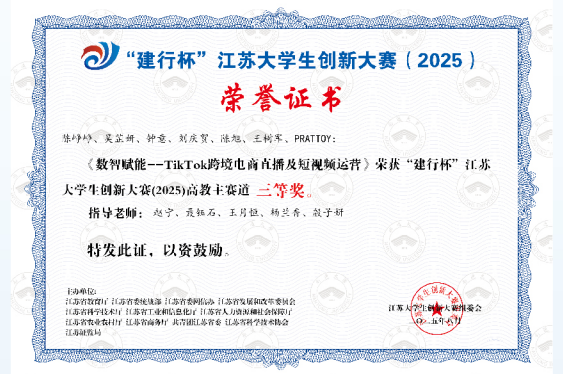 “建行杯”江苏大学生创新大赛（2025）
荣誉证书
陈峥峥、吴芷妍、钟意、刘庆贺、陈旭、王树军、PRATTOY：
《数智赋能--TikTok跨境电商直播及短视频运营》荣获“建行杯”江苏
大学生创新大赛(2025)高教主赛道 三等奖。
指导老师： 赵宁、聂钰石、王月恒、杨兰香、殷子妍
特发此证，以资鼓励。
主办单位：
江苏省教育厅 江苏省委统战部 江苏省委网信办 江苏省发展和改革委员会
江苏省科学技术厅 江苏省工业和信息化厅 江苏省人力资源和社会保障厅
江苏省农业农村厅 江苏省商务厅 共青团江苏省委 江苏省科学技术协会
江苏证监局
江苏大学生创新大赛组委会
二〇二五年八月